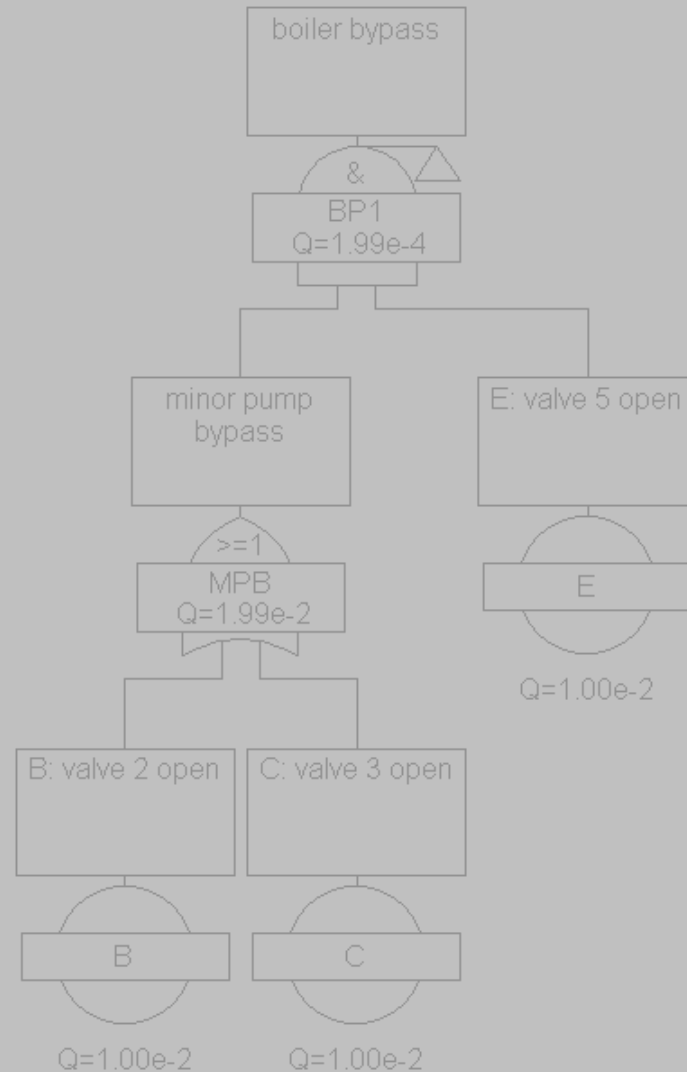 boiler bypass
&
BP1
Q=1.99e-4
minor pump
bypass
E: valve 5 open
>=1
MPB
Q=1.99e-2
E
Q=1.00e-2
B: valve 2 open
C: valve 3 open
B
C
Q=1.00e-2
Q=1.00e-2